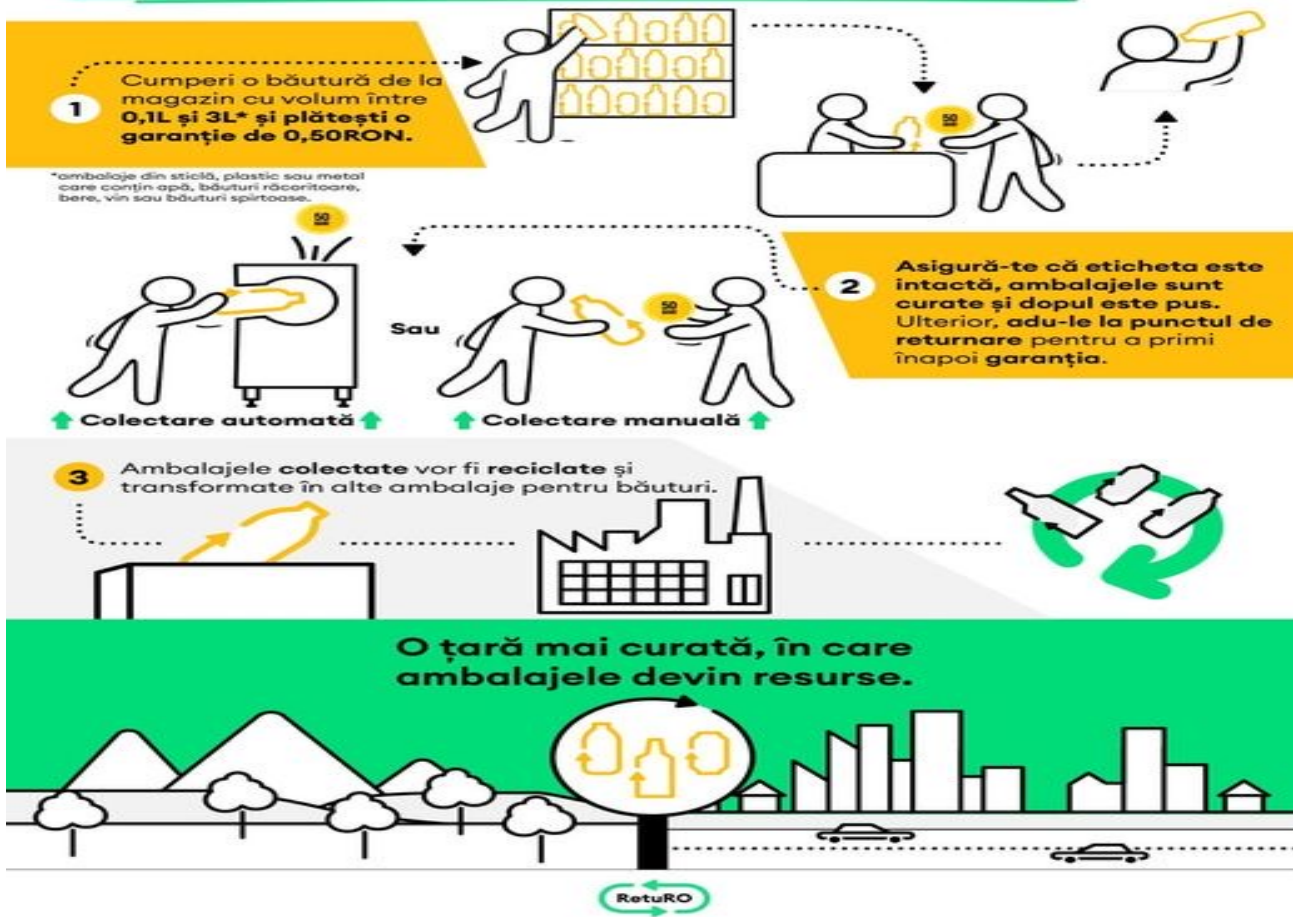 1
Cumperi o băutură de la
magazin cu volum între
0,1L și 3L* și plătești o
garanție de 0,50RON.
*ambalaje din sticlă, plastic sau metal
care conțin apă, băuturi răcoritoare,
bere, vin sau băuturi spirtoase.
50
50
2
Asigură-te că eticheta este
intactă, ambalajele sunt
curate și dopul este pus.
Ulterior, adu-le la punctul de
returnare pentru a primi
înapoi garanția.
Sau
50
Colectare automată
Colectare manuală
3
Ambalajele colectate vor fi reciclate și
transformate în alte ambalaje pentru băuturi.
O țară mai curată, în care
ambalajele devin resurse.
RetuRO